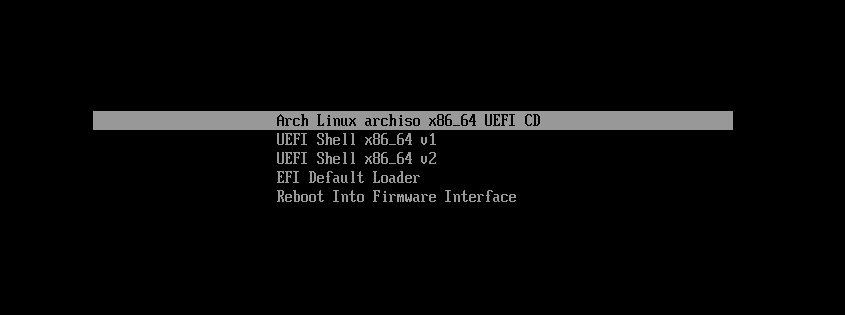 Arch Linux archiso x86_64 UEFI CD
UEFI Shell x86_64 v1
UEFI Shell x86_64 v2
EFI Default Loader
Reboot Into Firmware Interface